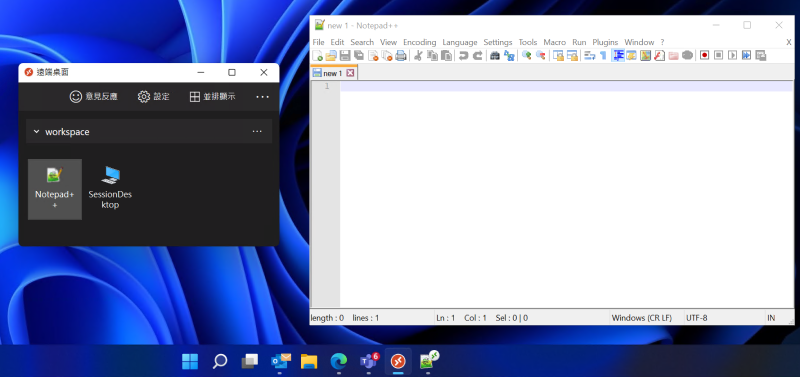 遠端桌面
意見反應 設定 並排顯示
workspace
Notepad+
+
SessionDes
ktop
new 1 - Notepad++
File Edit Search View Encoding Language Settings Tools Macro Run Plugins Window ? X
new 1
1
length : 0 lines : 1 Ln : 1 Col : 1 Sel : 0 | 0 Windows (CR LF) UTF-8 IN
6